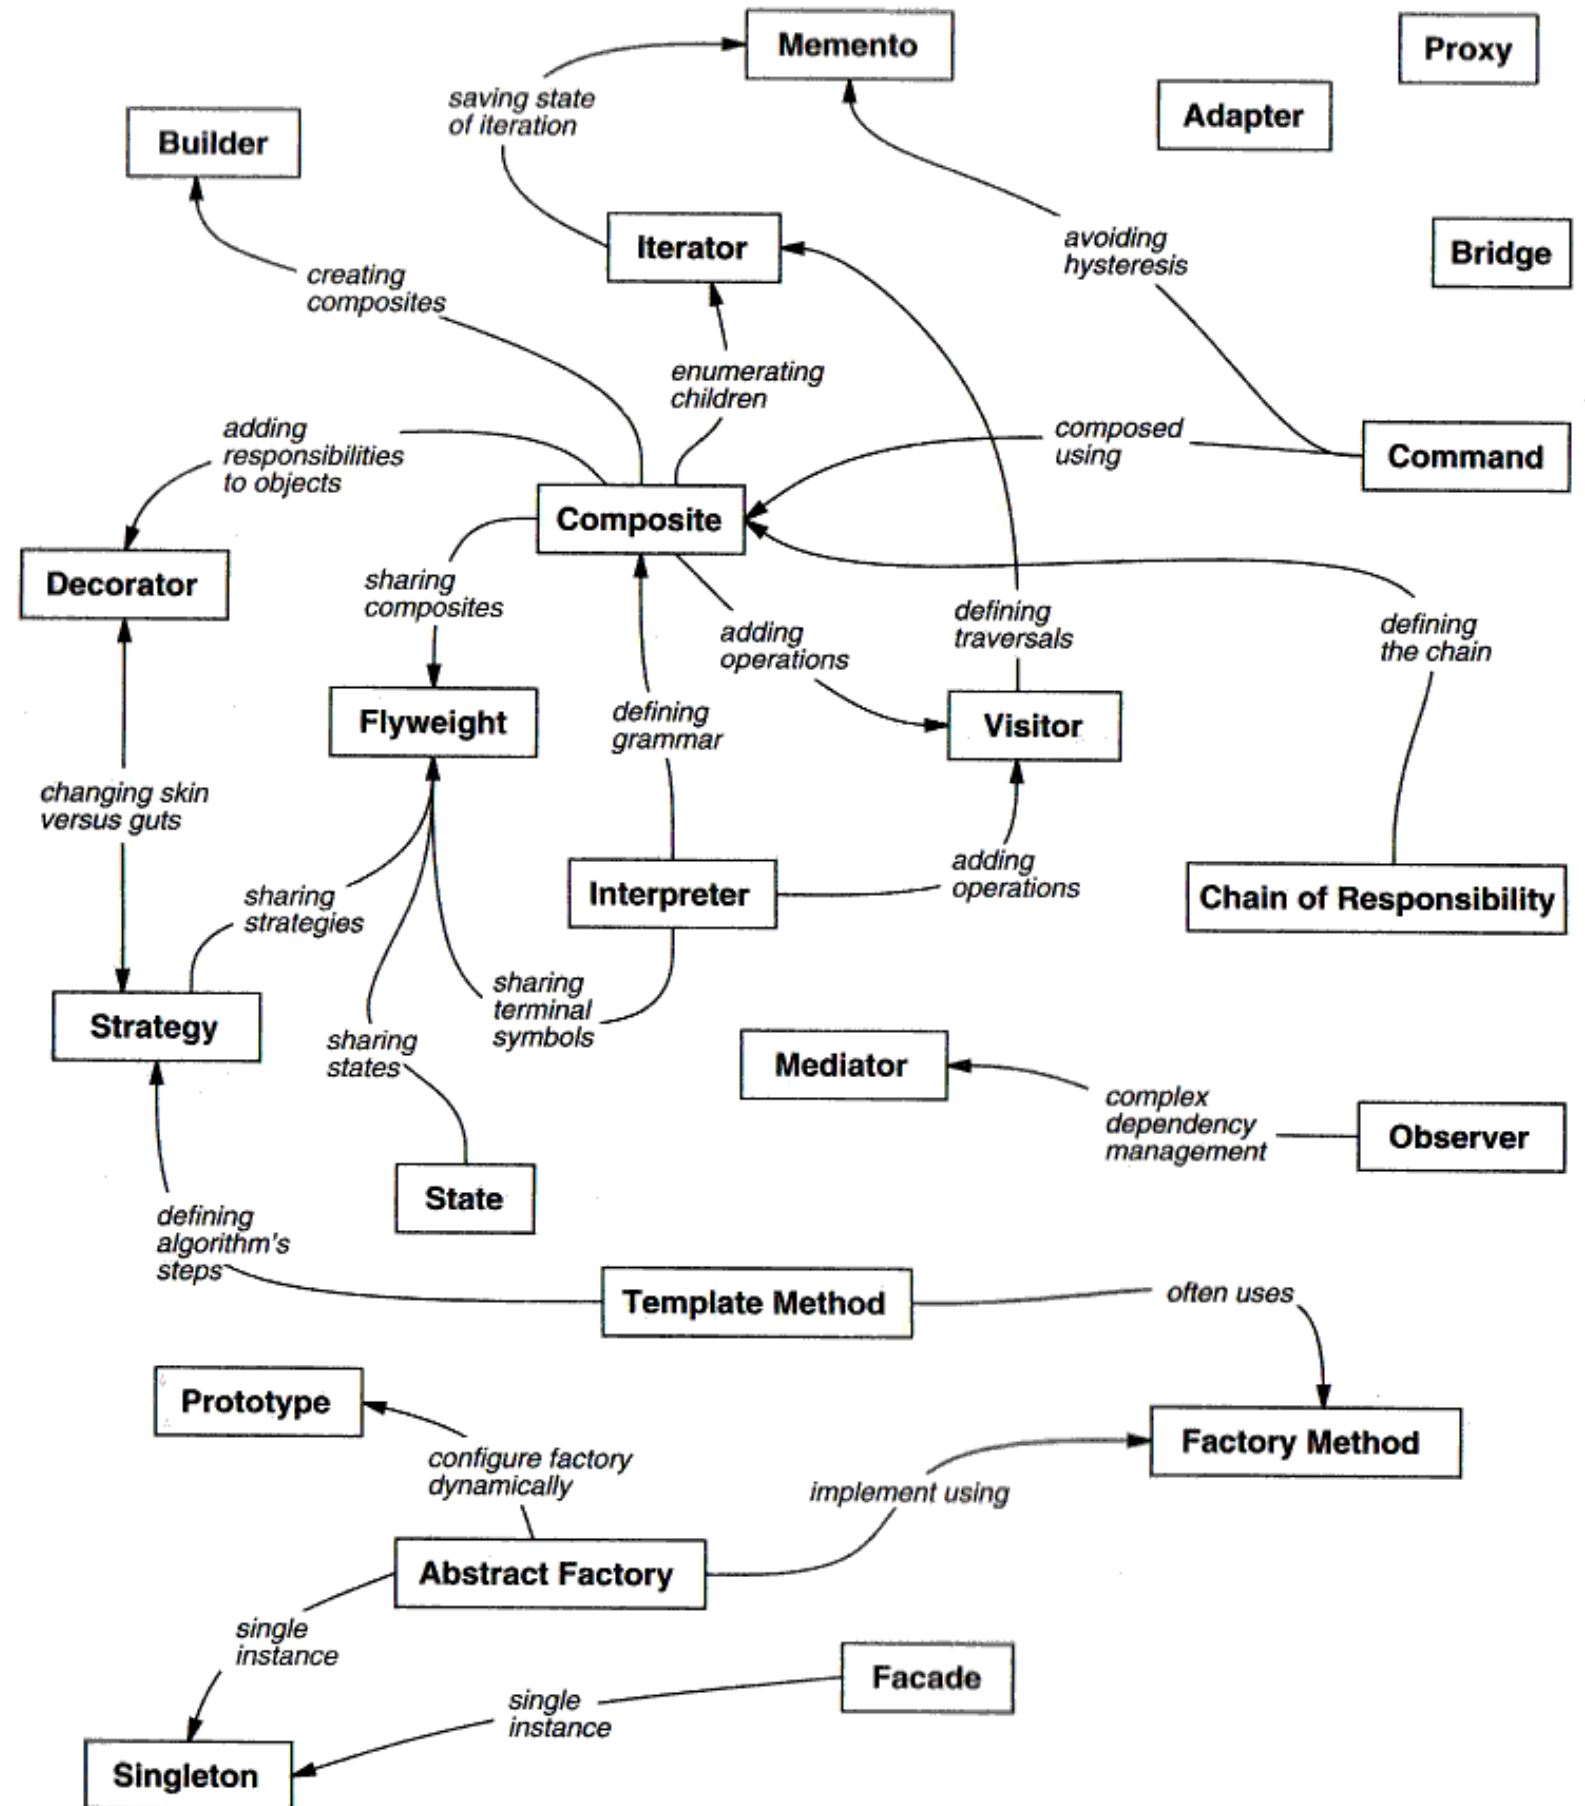 Memento
Proxy
saving state
of iteration
Adapter
Builder
Iterator
avoiding
hysteresis
Bridge
creating
composites
enumerating
children
adding
responsibilities
to objects
composed
using
Command
Composite
Decorator
sharing
composites
adding
operations
defining
traversals
defining
the chain
Flyweight
defining
grammar
Visitor
changing skin
versus guts
sharing
strategies
Interpreter
adding
operations
Chain of Responsibility
Strategy
sharing
terminal
symbols
sharing
states
Mediator
complex
dependency
management
Observer
State
defining
algorithm's
steps
Template Method
often uses
Prototype
Factory Method
configure factory
dynamically
implement using
Abstract Factory
single
instance
Facade
single
instance
Singleton